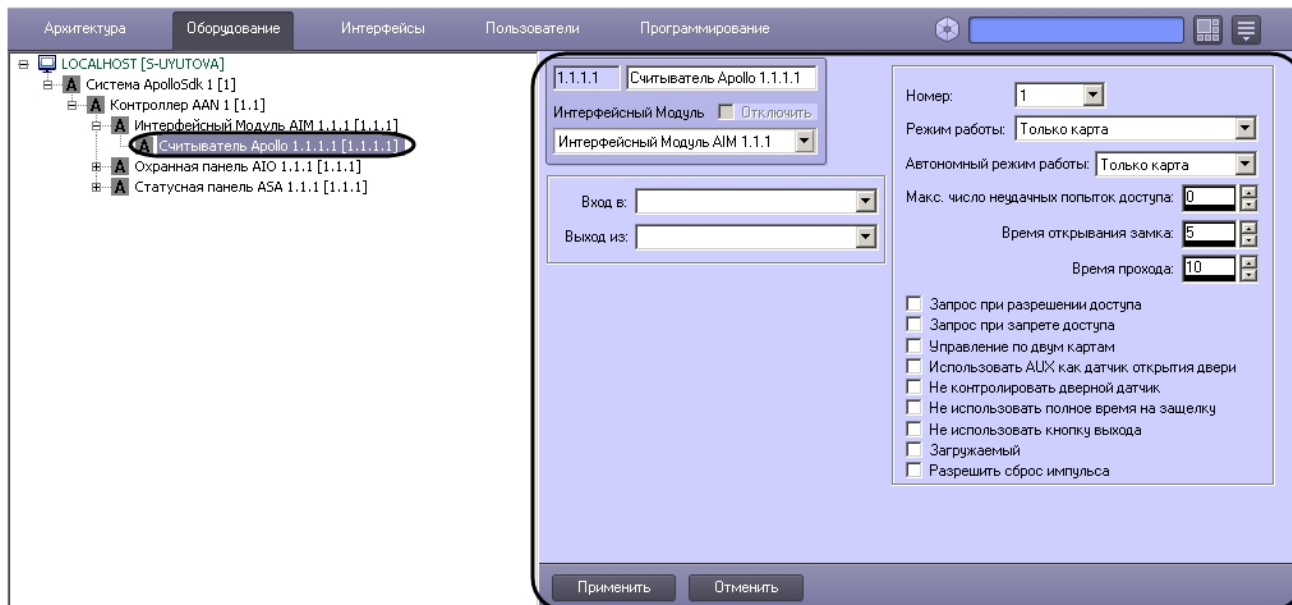 Архитектура Оборудование Интерфейсы Пользователи Программирование
LOCALHOST [S-UYUTOVA]
A Система ApolloSdk 1 [1]
A Контроллер AAN 1 [1.1]
A Интерфейсный Модуль AIM 1.1.1 [1.1.1]
A Считыватель Apollo 1.1.1.1 [1.1.1.1]
A Охранная панель AIO 1.1.1 [1.1.1]
A Статусная панель ASA 1.1.1 [1.1.1]
1.1.1.1 Считыватель Apollo 1.1.1.1
Интерфейсный Модуль Отключить
Интерфейсный Модуль AIM 1.1.1
Вход в:
Выход из:
Номер: 1
Режим работы: Только карта
Автономный режим работы: Только карта
Макс. число неудачных попыток доступа: 0
Время открывания замка: 5
Время прохода: 10
Запрос при разрешении доступа
Запрос при запрете доступа
Управление по двум картам
Использовать AUX как датчик открытия двери
Не контролировать дверной датчик
Не использовать полное время на защелку
Не использовать кнопку выхода
Загружаемый
Разрешить сброс импульса
Применить Отменить